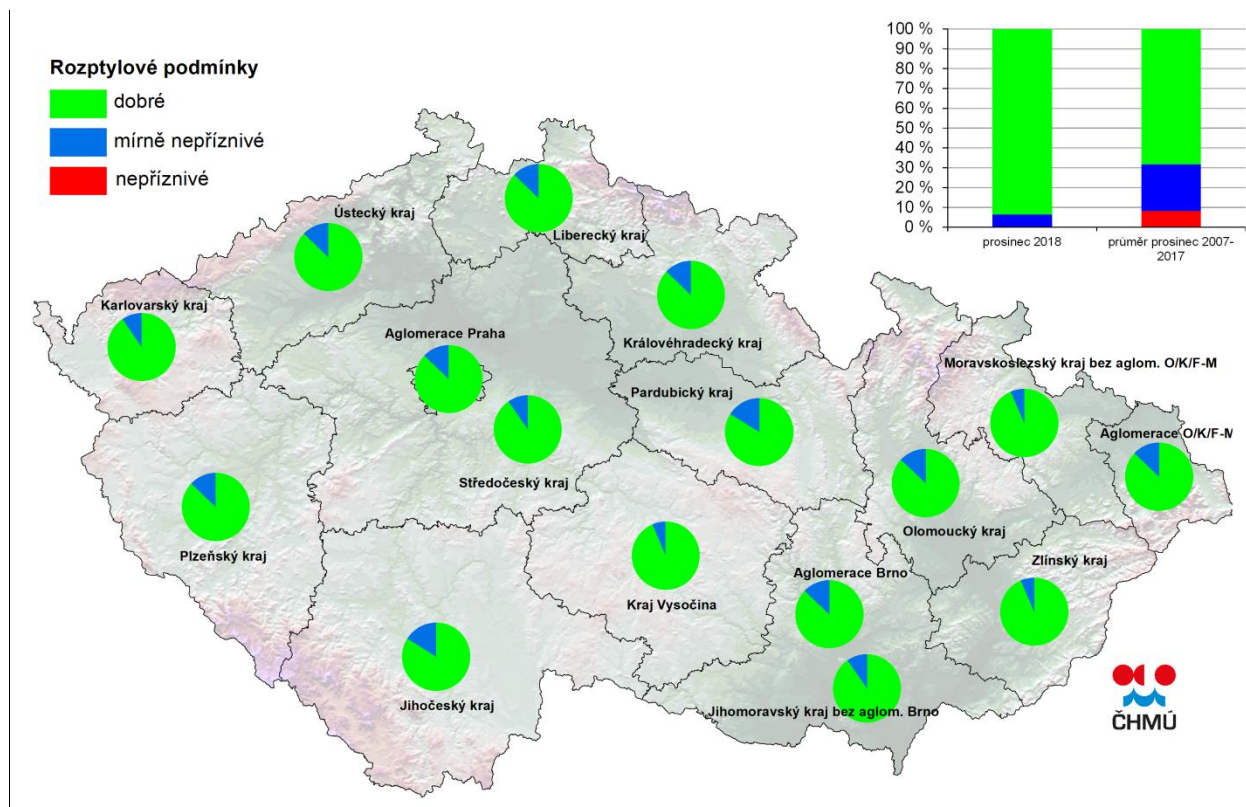 Rozptylové podmínky
dobré
mírně nepříznivé
nepříznivé
100 %
90 %
80 %
70 %
60 %
50 %
40 %
30 %
20 %
10 %
0 %
prosinec 2018
průměr prosinec 2007-
2017
Ústecký kraj
Liberecký kraj
Karlovarský kraj
Aglomerace Praha
Královéhradecký kraj
Moravskoslezský kraj bez aglom. O/K/F-M
Pardubický kraj
Aglomerace O/K/F-M
Středočeský kraj
Plzeňský kraj
Olomoucký kraj
Zlínský kraj
Aglomerace Brno
Kraj Vysočina
Jihočeský kraj
Jihomoravský kraj bez aglom. Brno
ČHMÚ